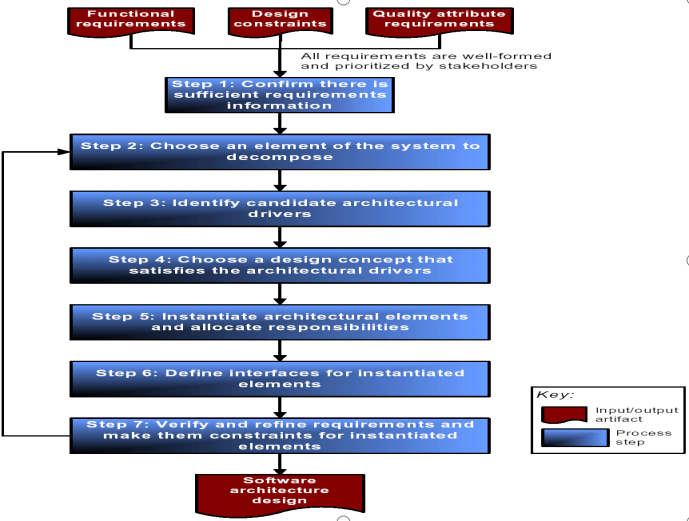 Functional
requirements
Design
constraints
Quality attribute
requirements
All requirements are well-formed
and prioritized by stakeholders
Step 1: Confirm there is
sufficient requirements
information
Step 2: Choose an element of the system to
decompose
Step 3: Identify candidate architectural
drivers
Step 4: Choose a design concept that
satisfies the architectural drivers
Step 5: Instantiate architectural elements
and allocate responsibilities
Step 6: Define interfaces for instantiated
elements
Step 7: Verify and refine requirements and
make them constraints for instantiated
elements
Software
architecture
design
Key:
Input/output
artifact
Process
step